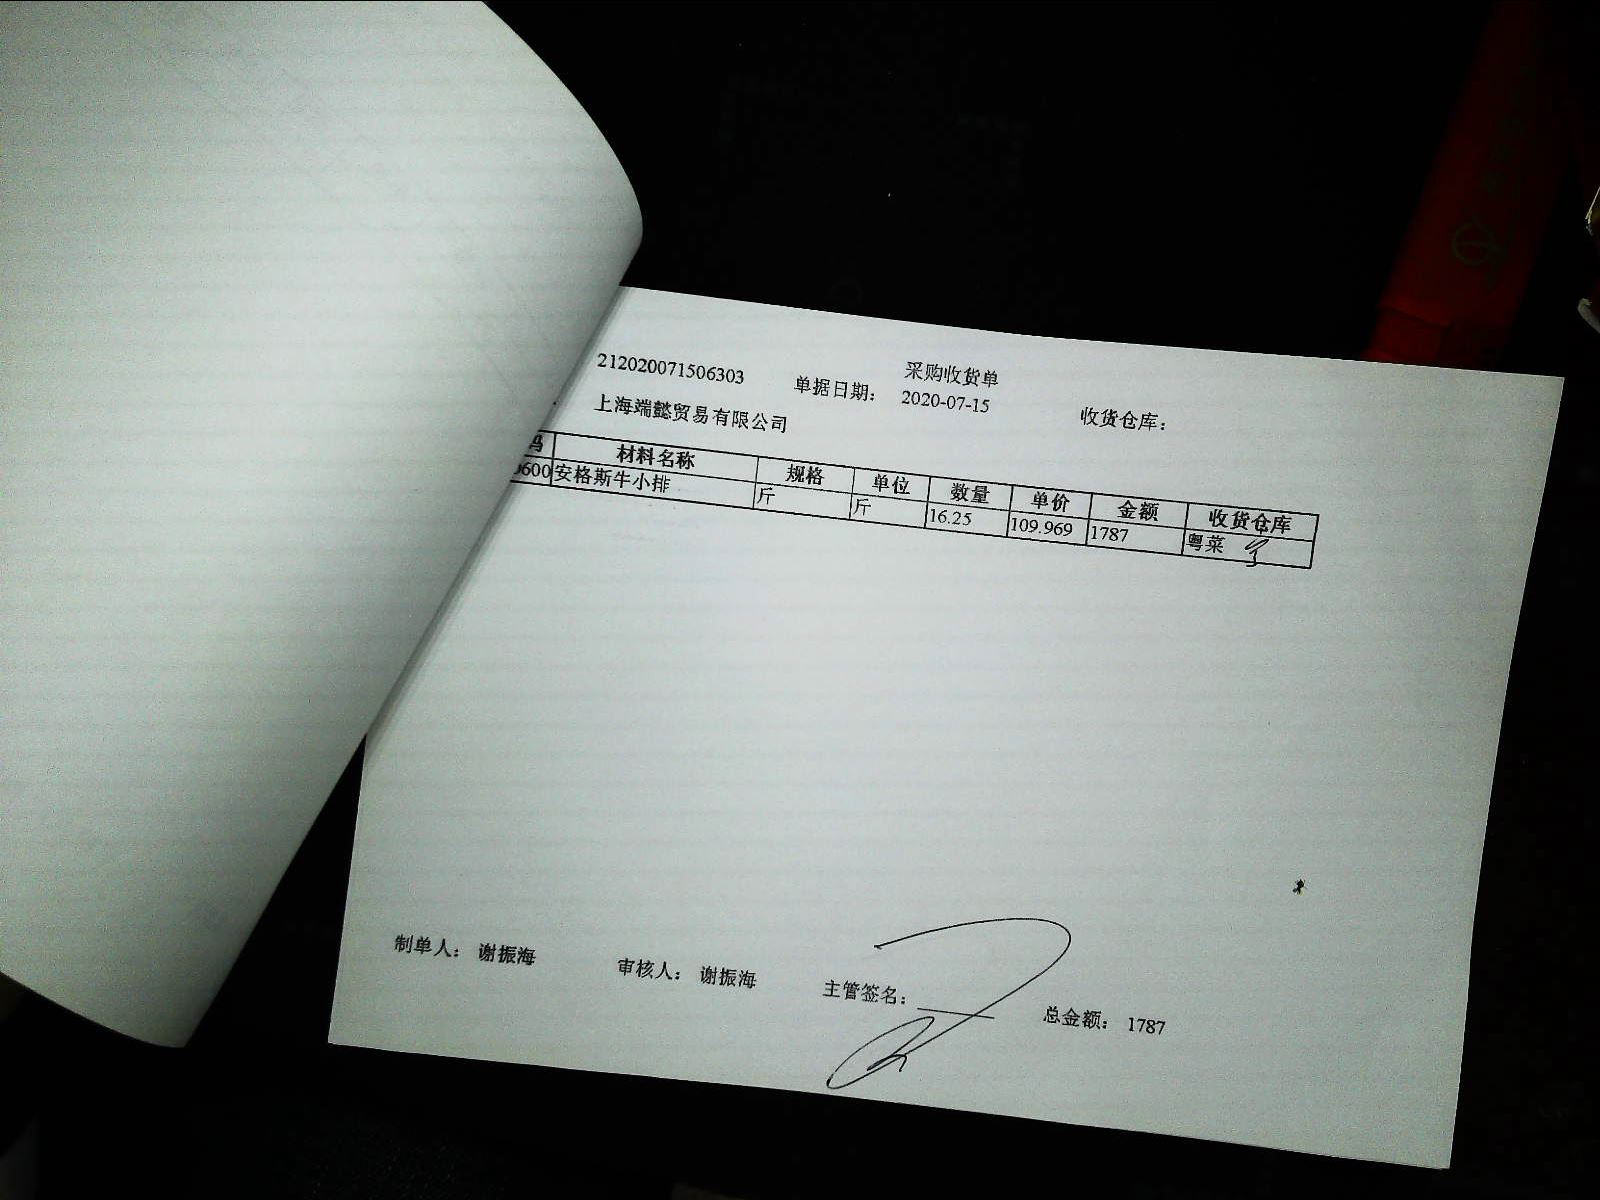 采购收货单
212020071506303 单据日期： 2020-07-15 收货仓库：
上海端懿贸易有限公司
码 材料名称 规格 单位 数量 单价 金额 收货仓库
0600 安格斯牛小排 斤 斤 16.25 109.969 1787 粤菜
制单人： 谢振海 审核人： 谢振海 主管签名： 总金额： 1787